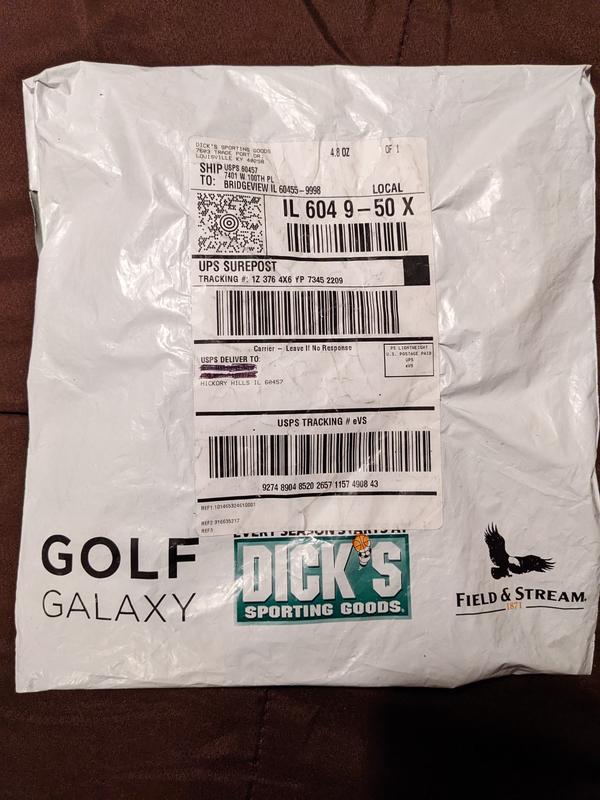 DICK'S SPORTING GOODS
7603 TRADE PORT DR.
LOUISVILLE KY 40258
4.8 OZ
OF 1
SHIP TO:
USPS 60457
7401 W 100TH PL
BRIDGEVIEW IL 60455-9998
LOCAL
IL 604 9-50 X
UPS SUREPOST
TRACKING #: 1Z 376 4X6 YP 7345 2209
Carrier - Leave If No Response
PS LIGHTWEIGHT
U.S. POSTAGE PAID
UPS
eVS
USPS DELIVER TO:
HICKORY HILLS IL 60457
USPS TRACKING # eVS
9274 8904 8520 2657 1157 4908 43
REF2:316635217
REF3:
EVERY SEASON STARTS AT
DICK'S
SPORTING GOODS.
GOLF
GALAXY
FIELD & STREAM.
1871